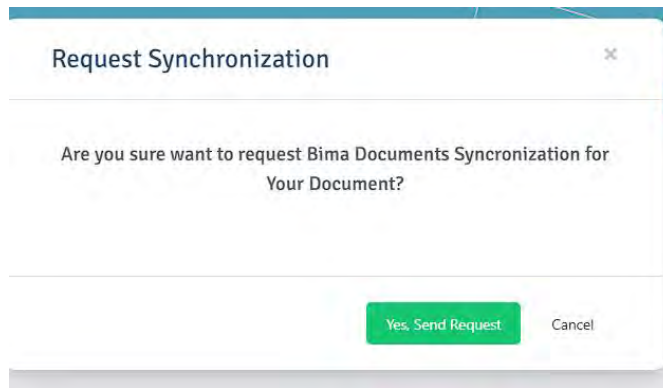 Request Synchronization
×
Are you sure want to request Bima Documents Syncronization for
Your Document?
Yes, Send Request
Cancel